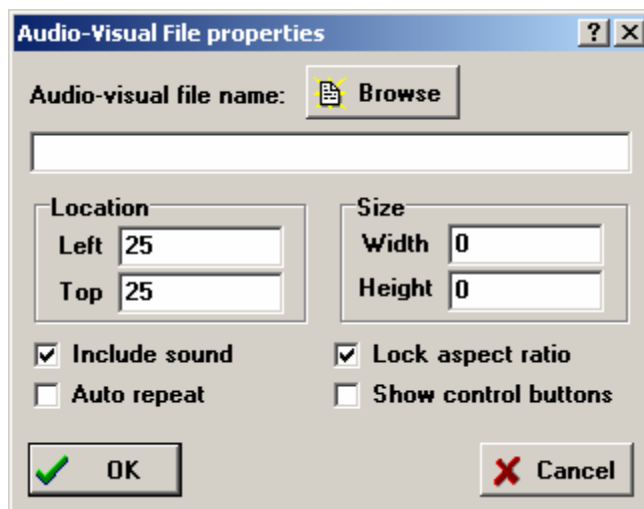 Audio-Visual File properties
Audio-visual file name: Browse
Location Size
Left 25 Width 0
Top 25 Height 0
Include sound Lock aspect ratio
Auto repeat Show control buttons
OK Cancel